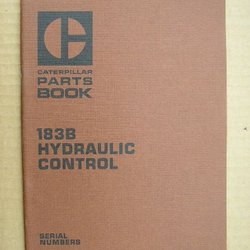 CATERPILLAR
PARTS
BOOK
183B
HYDRAULIC
CONTROL
SERIAL
NUMBERS